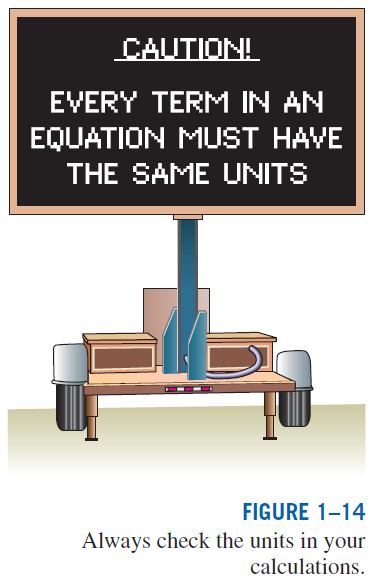 CAUTION!
EVERY TERM IN AN
EQUATION MUST HAVE
THE SAME UNITS
FIGURE 1–14
Always check the units in your
calculations.